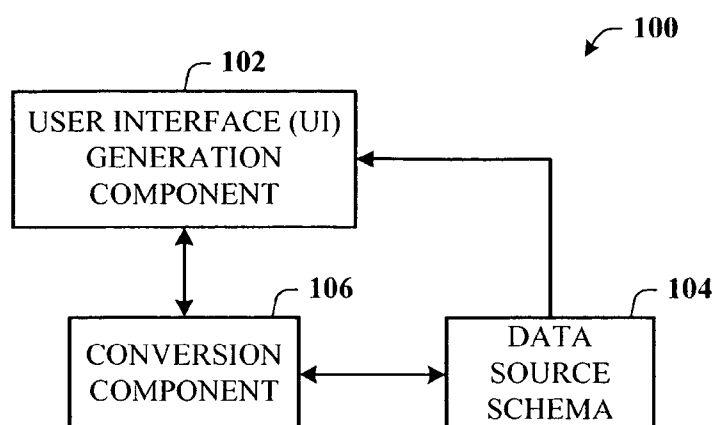 100
102
USER INTERFACE (UI)
GENERATION
COMPONENT
106
CONVERSION
COMPONENT
104
DATA
SOURCE
SCHEMA